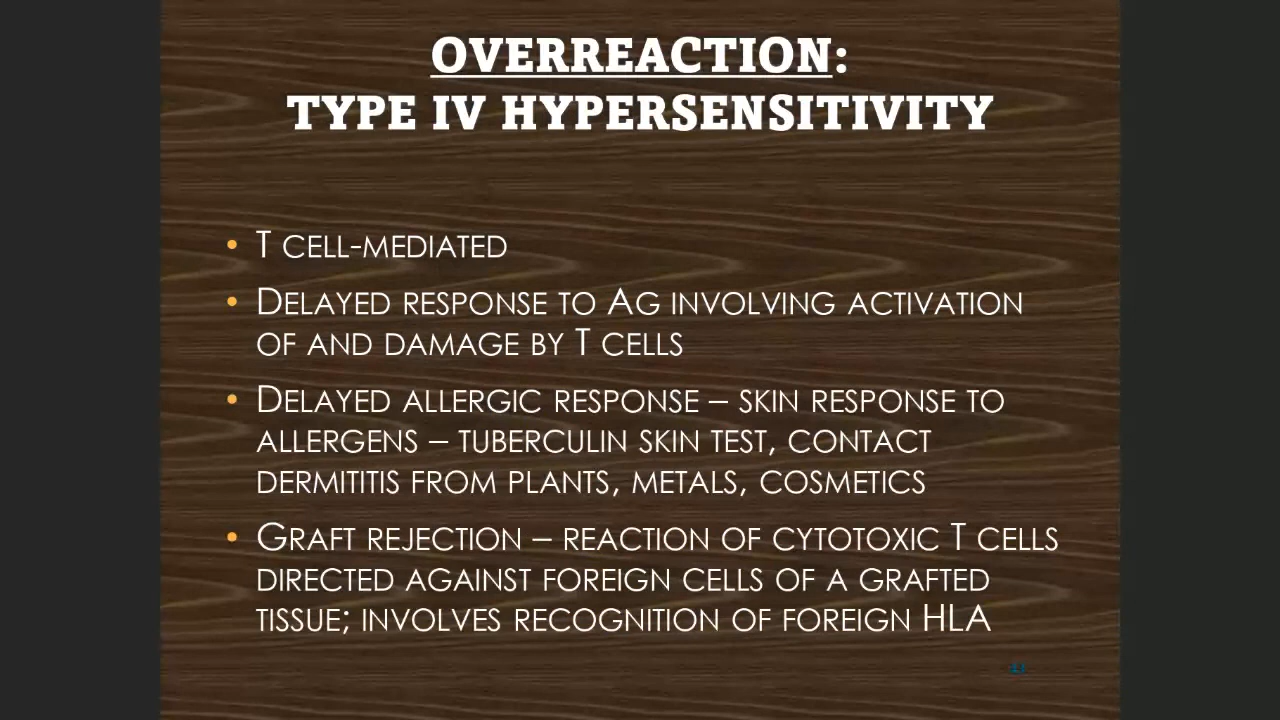 OVERREACTION:
TYPE IV HYPERSENSITIVITY
• T CELL-MEDIATED
• DELAYED RESPONSE TO AG INVOLVING ACTIVATION
OF AND DAMAGE BY T CELLS
• DELAYED ALLERGIC RESPONSE – SKIN RESPONSE TO
ALLERGENS – TUBERCULIN SKIN TEST, CONTACT
DERMITITIS FROM PLANTS, METALS, COSMETICS
• GRAFT REJECTION – REACTION OF CYTOTOXIC T CELLS
DIRECTED AGAINST FOREIGN CELLS OF A GRAFTED
TISSUE; INVOLVES RECOGNITION OF FOREIGN HLA